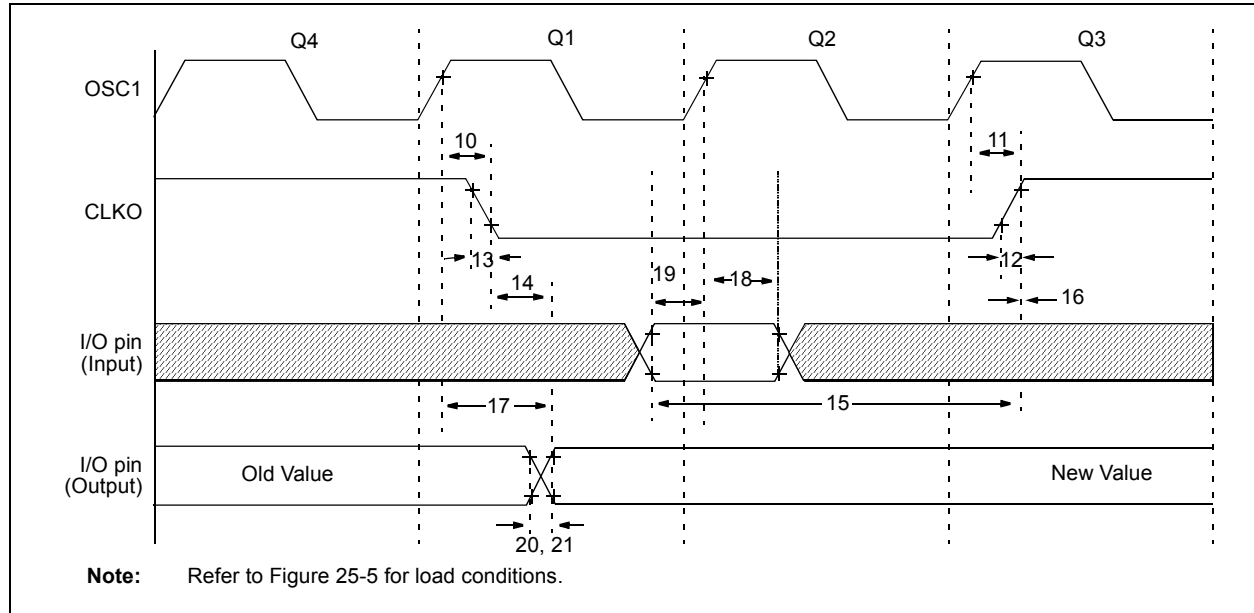 Q4 Q1 Q2 Q3
OSC1
10 11
CLKO
13 12
19 18
14 16
I/O pin
(Input)
17 15
I/O pin
(Output)
Old Value New Value
20, 21
Note: Refer to Figure 25-5 for load conditions.